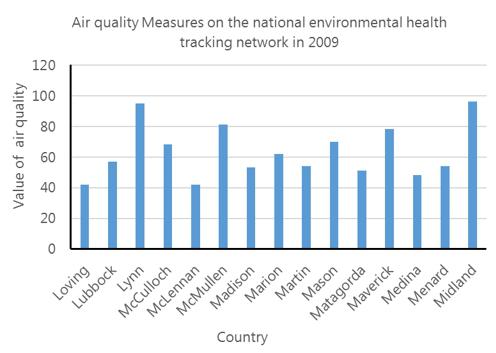 Air quality Measures on the national environmental health
tracking network in 2009
Value of air quality
120
100
80
60
40
20
0
Loving
Lubbock
Lynn
McCulloch
McLennan
McMullen
Madison
Marion
Martin
Mason
Matagorda
Maverick
Medina
Menard
Midland
Country